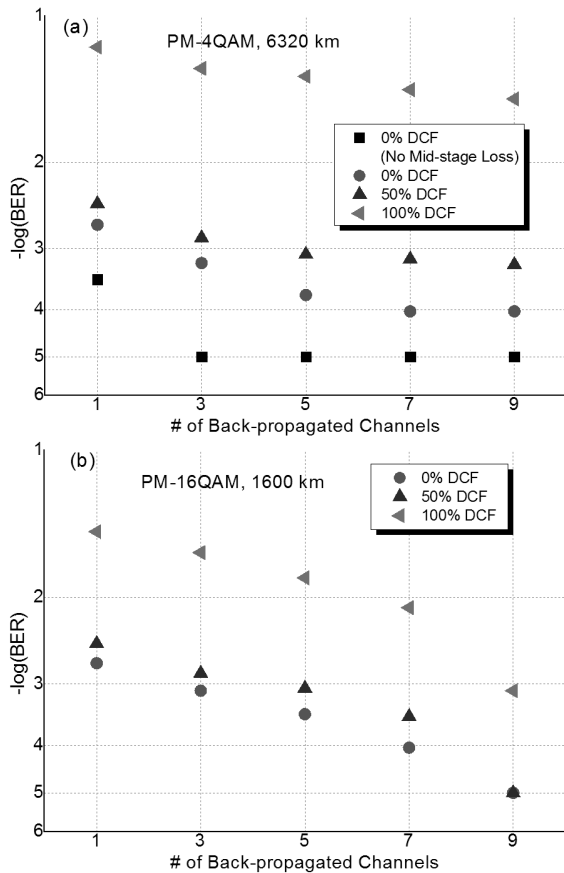 (a)
PM-4QAM, 6320 km
0% DCF
(No Mid-stage Loss)
0% DCF
50% DCF
100% DCF
-log(BER)
1
2
3
4
5
6
1
3
5
7
9
# of Back-propagated Channels
(b)
PM-16QAM, 1600 km
0% DCF
50% DCF
100% DCF
-log(BER)
1
2
3
4
5
6
1
3
5
7
9
# of Back-propagated Channels